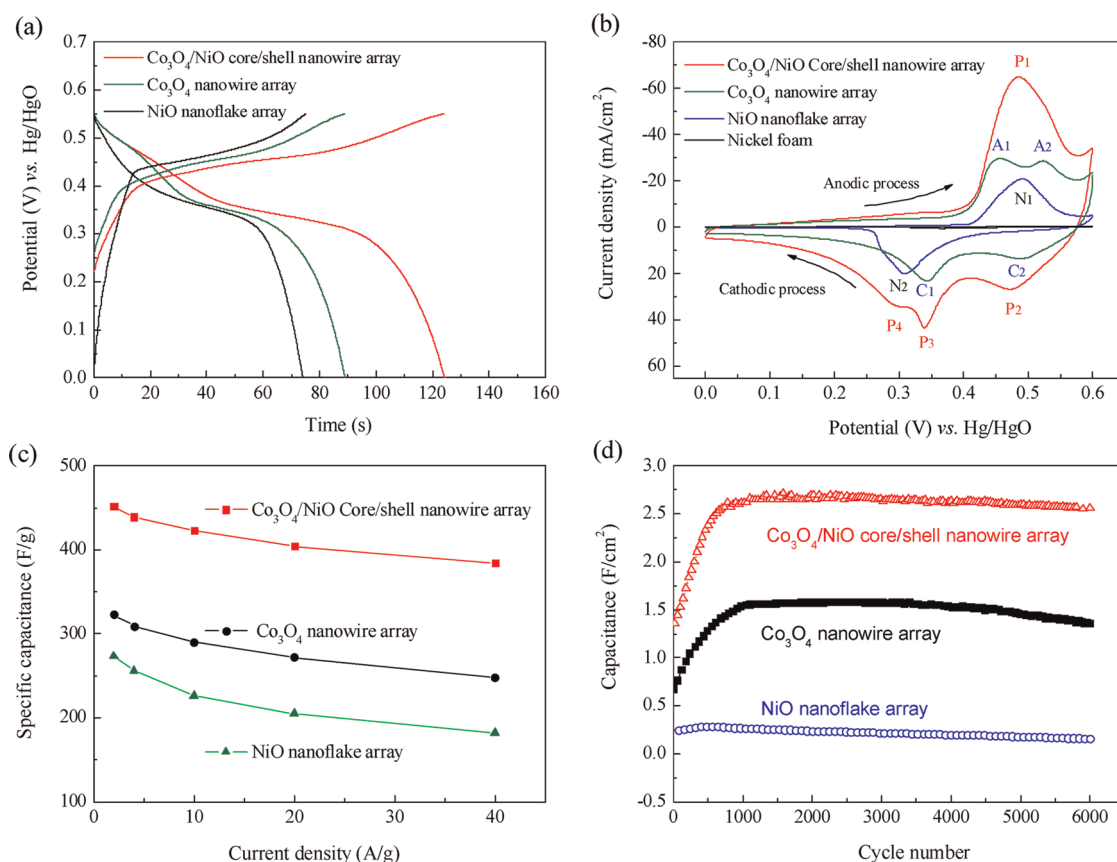 (a)
0.7
0.6
0.5
0.4
0.3
0.2
0.1
0.0
Potential (V) vs. Hg/HgO
Co₃O₄/NiO core/shell nanowire array
Co₃O₄ nanowire array
NiO nanoflake array
0 20 40 60 80 100 120 140 160
Time (s)
(b)
-80
-60
-40
-20
0
20
40
60
Current density (mA/cm²)
Co₃O₄/NiO Core/shell nanowire array
Co₃O₄ nanowire array
NiO nanoflake array
Nickel foam
P₁
A₁ A₂
Anodic process
N₁
N₂ C₁ C₂
Cathodic process
P₄ P₃ P₂
0.0 0.1 0.2 0.3 0.4 0.5 0.6
Potential (V) vs. Hg/HgO
(c)
500
400
300
200
100
Specific capacitance (F/g)
Co₃O₄/NiO Core/shell nanowire array
Co₃O₄ nanowire array
NiO nanoflake array
0 10 20 30 40
Current density (A/g)
(d)
3.0
2.5
2.0
1.5
1.0
0.5
0.0
-0.5
Capacitance (F/cm²)
Co₃O₄/NiO core/shell nanowire array
Co₃O₄ nanowire array
NiO nanoflake array
0 1000 2000 3000 4000 5000 6000
Cycle number